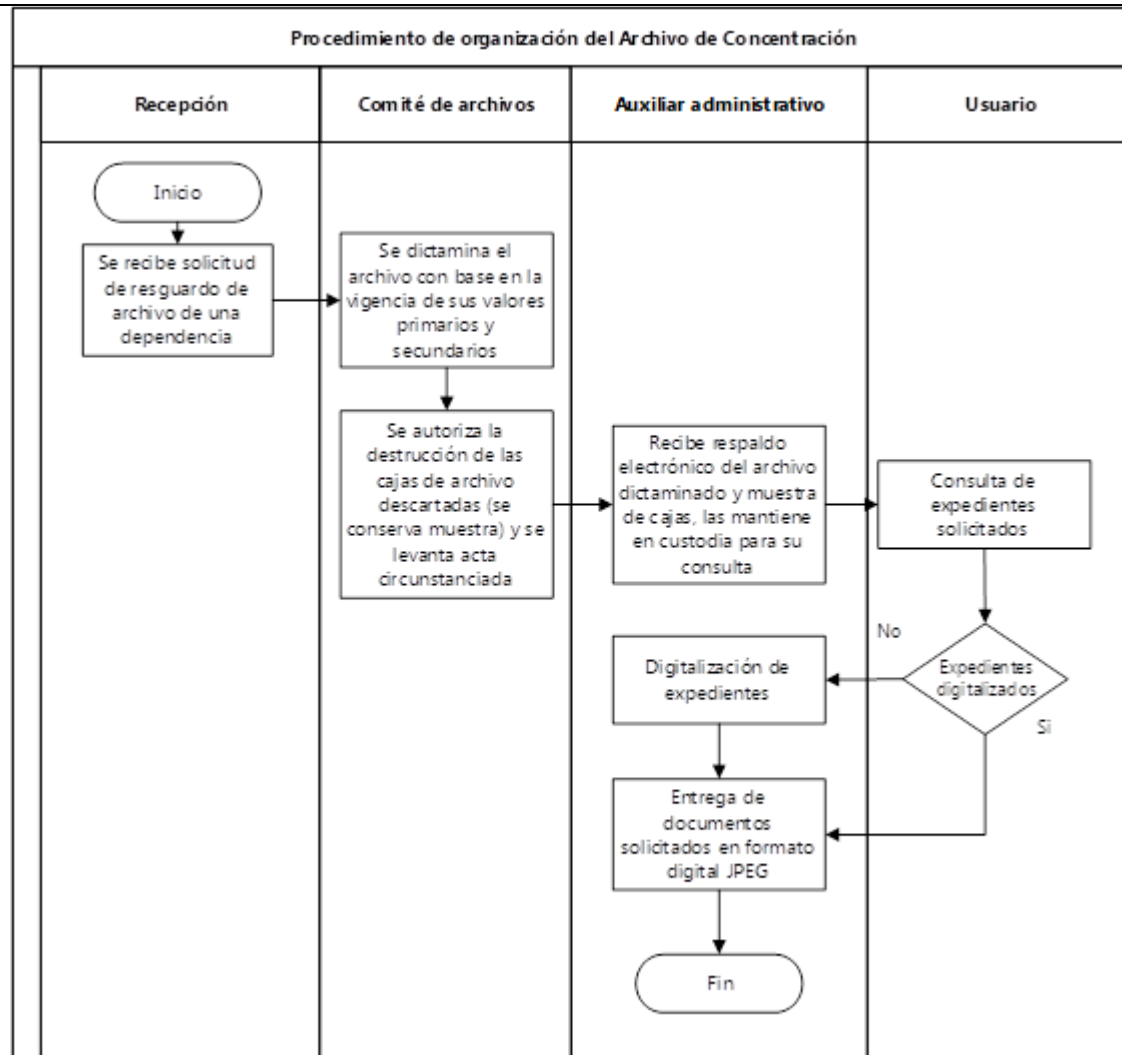 Procedimiento de organización del Archivo de Concentración
Recepción
Comité de archivos
Auxiliar administrativo
Usuario
Inicio
Se recibe solicitud
de resguardo de
archivo de una
dependencia
Se dictamina el
archivo con base en la
vigencia de sus valores
primarios y
secundarios
Se autoriza la
destrucción de las
cajas de archivo
descartadas (se
conserva muestra) y se
levanta acta
circunstanciada
Recibe respaldo
electrónico del archivo
dictaminado y muestra
de cajas, las mantiene
en custodia para su
consulta
Consulta de
expedientes
solicitados
Expedientes
digitalizados
No
Si
Digitalización de
expedientes
Entrega de
documentos
solicitados en formato
digital JPEG
Fin